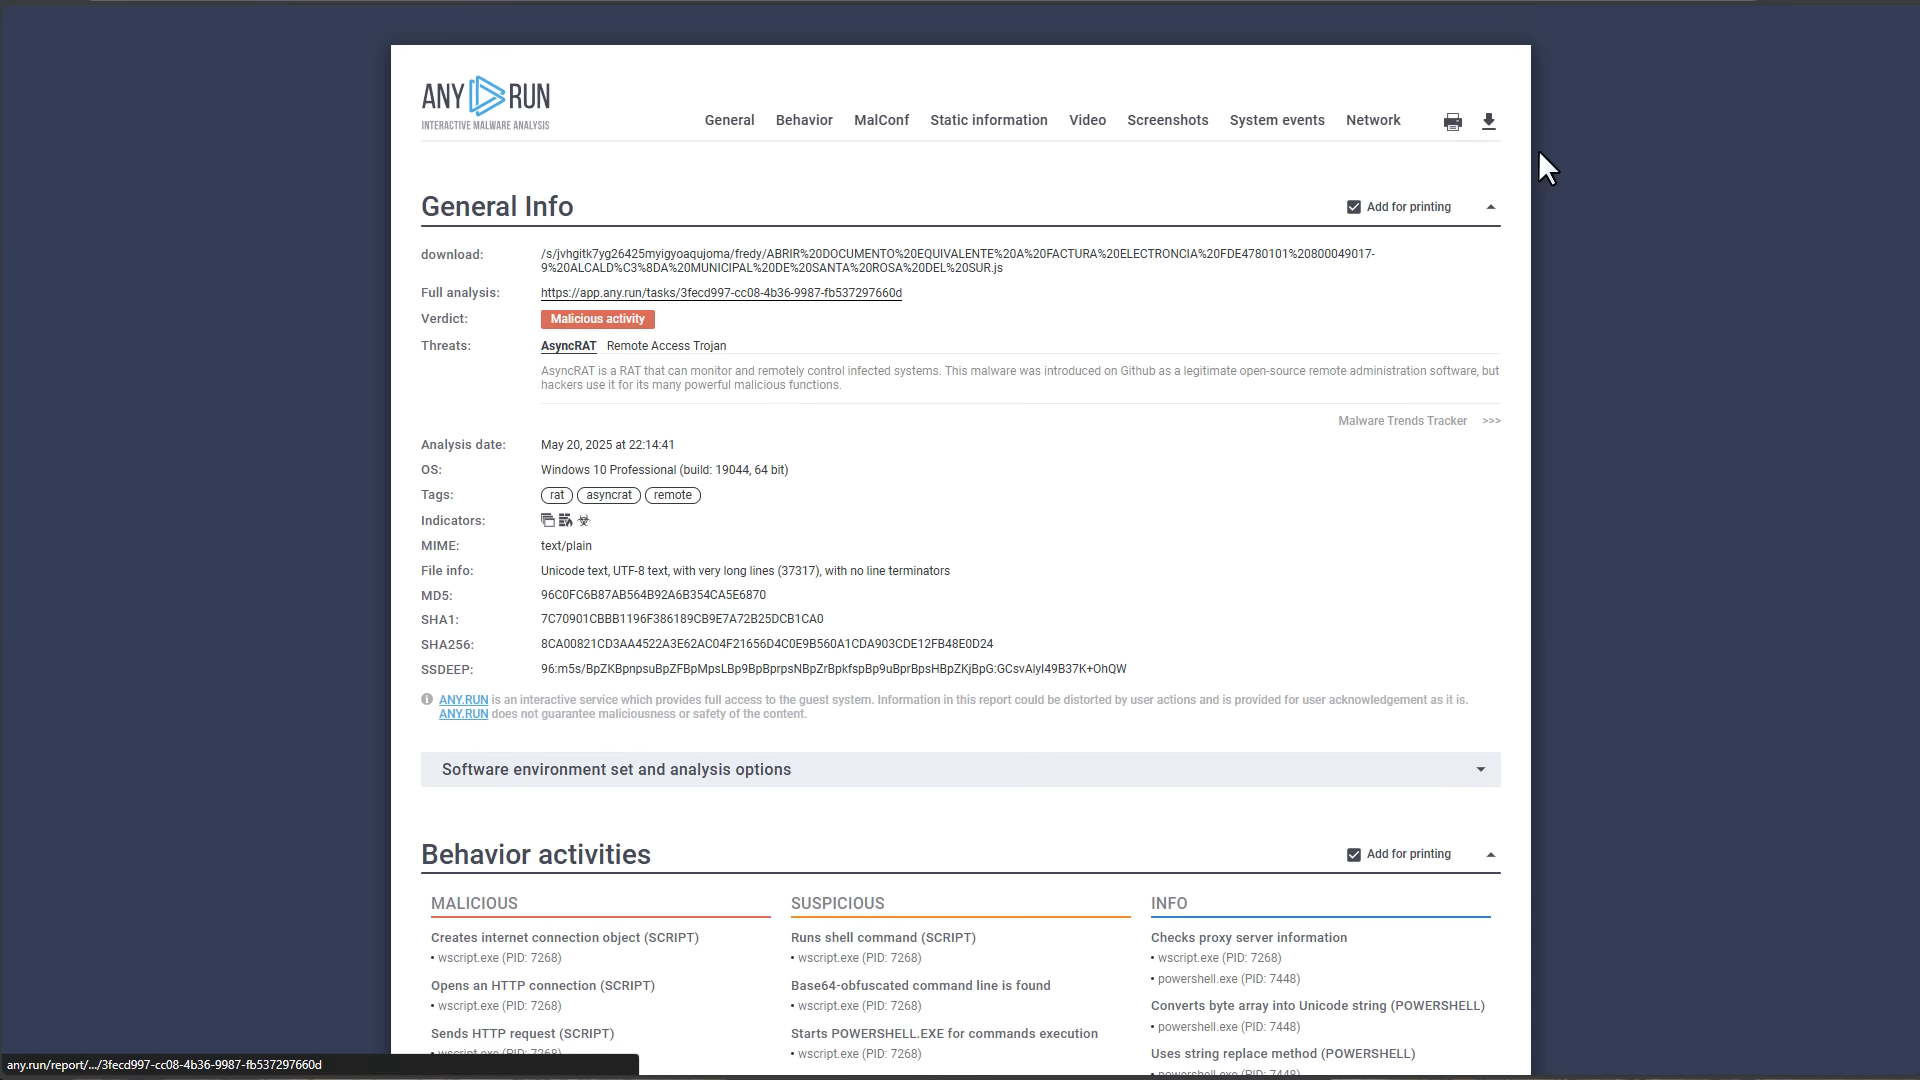 ANY RUN
INTERACTIVE MALWARE ANALYSIS
General Behavior MalConf Static information Video Screenshots System events Network
General Info
Add for printing
download: /s/jvhgitk7yg26425myigyoaqujoma/fredy/ABRIR%20DOCUMENTO%20EQUIVALENTE%20A%20FACTURA%20ELECTRONCIA%20FDE4780101%20800049017-
9%20ALCALD%C3%8DA%20MUNICIPAL%20DE%20SANTA%20ROSA%20DEL%20SUR.js
Full analysis: https://app.any.run/tasks/3fecd997-cc08-4b36-9987-fb537297660d
Verdict: Malicious activity
Threats: AsyncRAT Remote Access Trojan
AsyncRAT is a RAT that can monitor and remotely control infected systems. This malware was introduced on Github as a legitimate open-source remote administration software, but
hackers use it for its many powerful malicious functions.
Malware Trends Tracker >>>
Analysis date: May 20, 2025 at 22:14:41
OS: Windows 10 Professional (build: 19044, 64 bit)
Tags: rat asyncrat remote
Indicators:
MIME: text/plain
File info: Unicode text, UTF-8 text, with very long lines (37317), with no line terminators
MD5: 96C0FC6B87AB564B92A6B354CA5E6870
SHA1: 7C70901CBBB1196F386189CB9E7A72B25DCB1CA0
SHA256: 8CA00821CD3AA4522A3E62AC04F21656D4C0E9B560A1CDA903CDE12FB48E0D24
SSDEEP: 96:m5s/BpZKBpnpsuBpZFBpMpsLBp9BpBprpsNBpZrBpkfspBp9uBprBpsHBpZKjBpG:GCsvAlyI49B37K+OhQW
ANY.RUN is an interactive service which provides full access to the guest system. Information in this report could be distorted by user actions and is provided for user acknowledgement as it is.
ANY.RUN does not guarantee maliciousness or safety of the content.
Software environment set and analysis options
Behavior activities
Add for printing
MALICIOUS
Creates internet connection object (SCRIPT)
• wscript.exe (PID: 7268)
Opens an HTTP connection (SCRIPT)
• wscript.exe (PID: 7268)
Sends HTTP request (SCRIPT)
• wscript.exe (PID: 7268)
SUSPICIOUS
Runs shell command (SCRIPT)
• wscript.exe (PID: 7268)
Base64-obfuscated command line is found
• wscript.exe (PID: 7268)
Starts POWERSHELL.EXE for commands execution
• wscript.exe (PID: 7268)
INFO
Checks proxy server information
• wscript.exe (PID: 7268)
• powershell.exe (PID: 7448)
Converts byte array into Unicode string (POWERSHELL)
• powershell.exe (PID: 7448)
Uses string replace method (POWERSHELL)
• powershell.exe (PID: 7448)
any.run/report/.../3fecd997-cc08-4b36-9987-fb537297660d